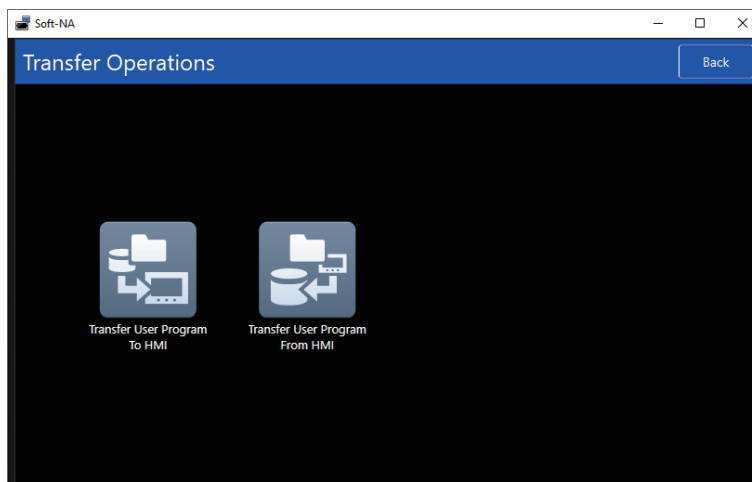 Soft-NA
Transfer Operations
Back
Transfer User Program
To HMI
Transfer User Program
From HMI